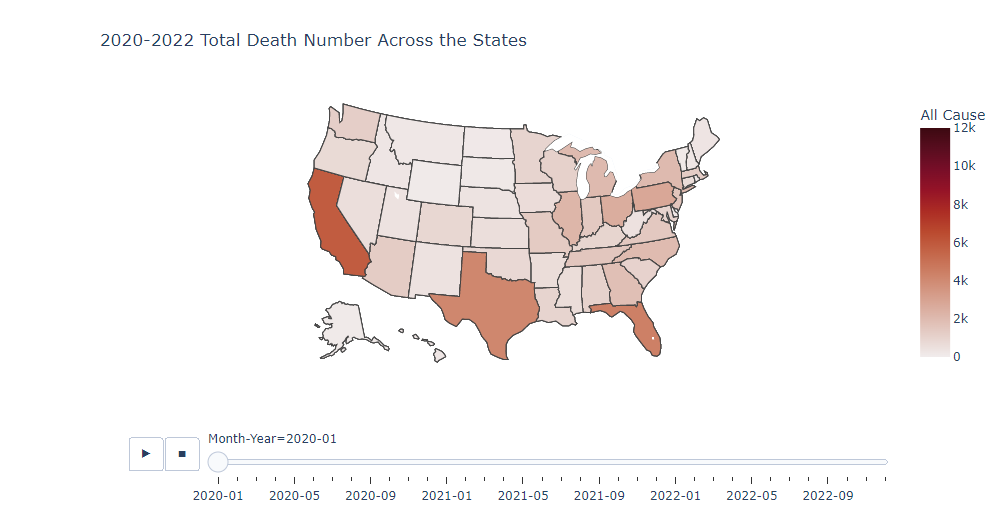 2020-2022 Total Death Number Across the States
All Cause
12k
10k
8k
6k
4k
2k
0
▶ ■ Month-Year=2020-01
2020-01 2020-05 2020-09 2021-01 2021-05 2021-09 2022-01 2022-05 2022-09